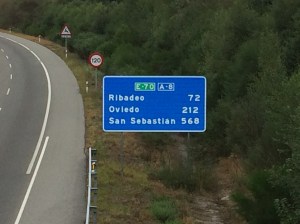 120
E-70 A-8
Ribadeo 72
Oviedo 212
San Sebastian 568